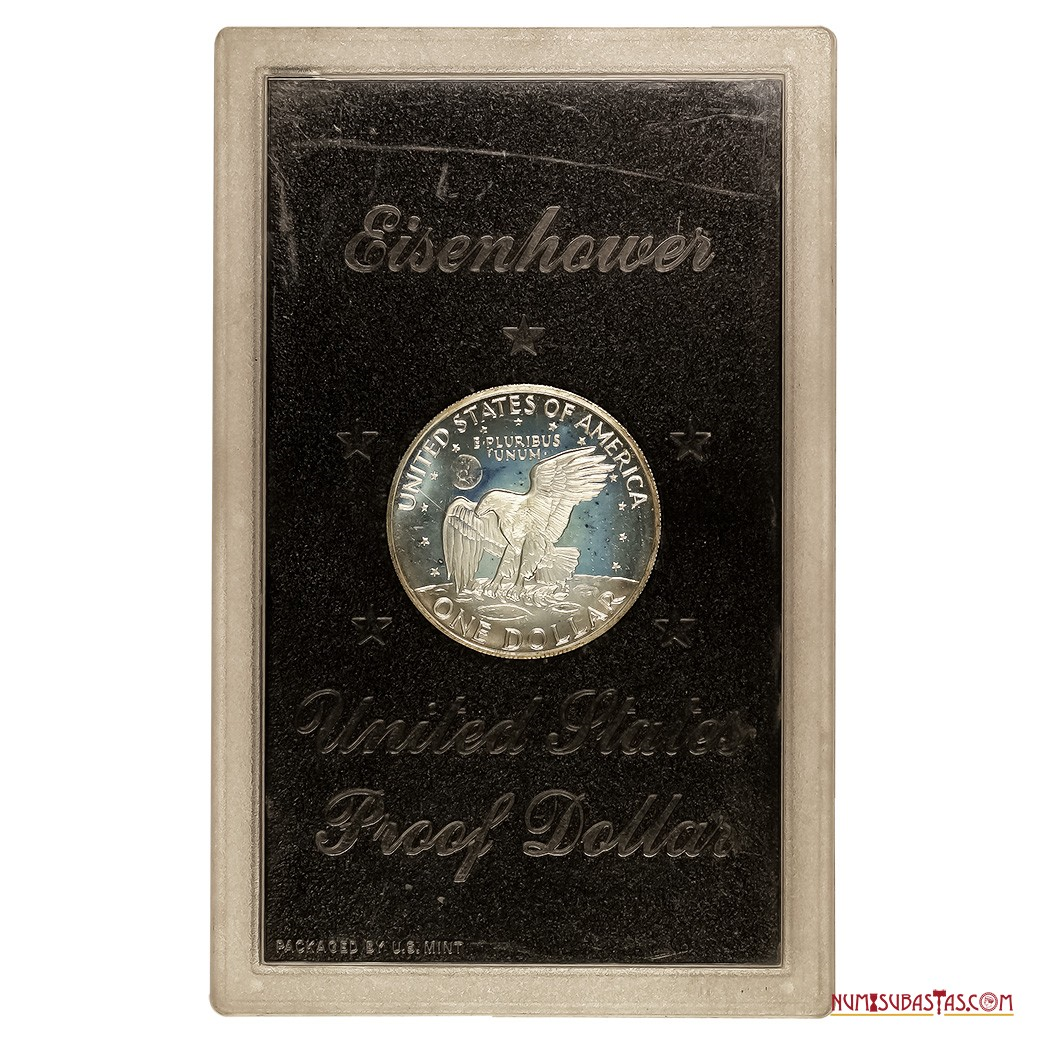 Eisenhower
UNITED STATES OF AMERICA
E·PLURIBUS
UNUM·
ONE DOLLAR
United States
Proof Dollar
PACKAGED BY U.S. MINT
NUMISUBASTAS.COM